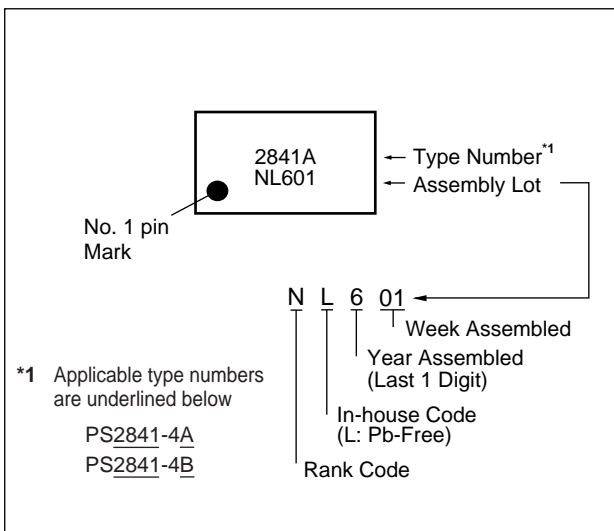 2841A
NL601
Type Number*1
Assembly Lot
No. 1 pin
Mark
N L 6 01
Week Assembled
Year Assembled
(Last 1 Digit)
In-house Code
(L: Pb-Free)
Rank Code
*1 Applicable type numbers
are underlined below
PS2841-4A
PS2841-4B